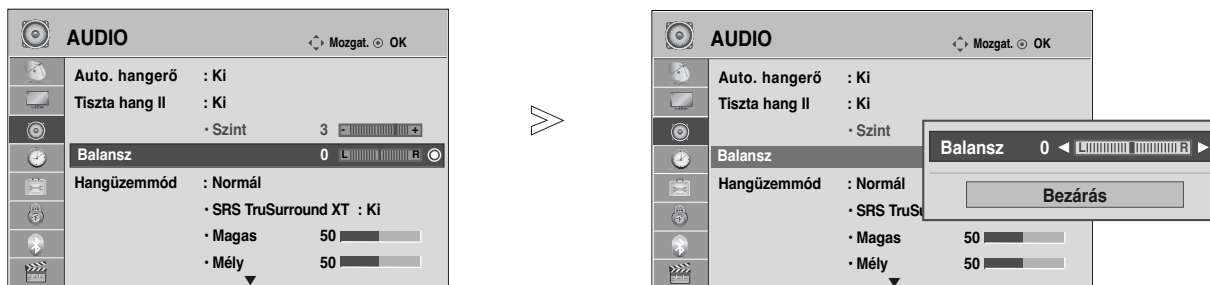 AUDIO Mozgat. OK
Auto. hangerő : Ki
Tiszta hang II : Ki
• Szint 3 - +
Balansz 0 L R
Hangüzemmód : Normál
• SRS TruSurround XT : Ki
• Magas 50
• Mély 50
AUDIO Mozgat. OK
Auto. hangerő : Ki
Tiszta hang II : Ki
• Szint
Balansz
Hangüzemmód : Normál
• SRS TruSu
• Magas 50
• Mély 50
Balansz 0 L R
Bezárás